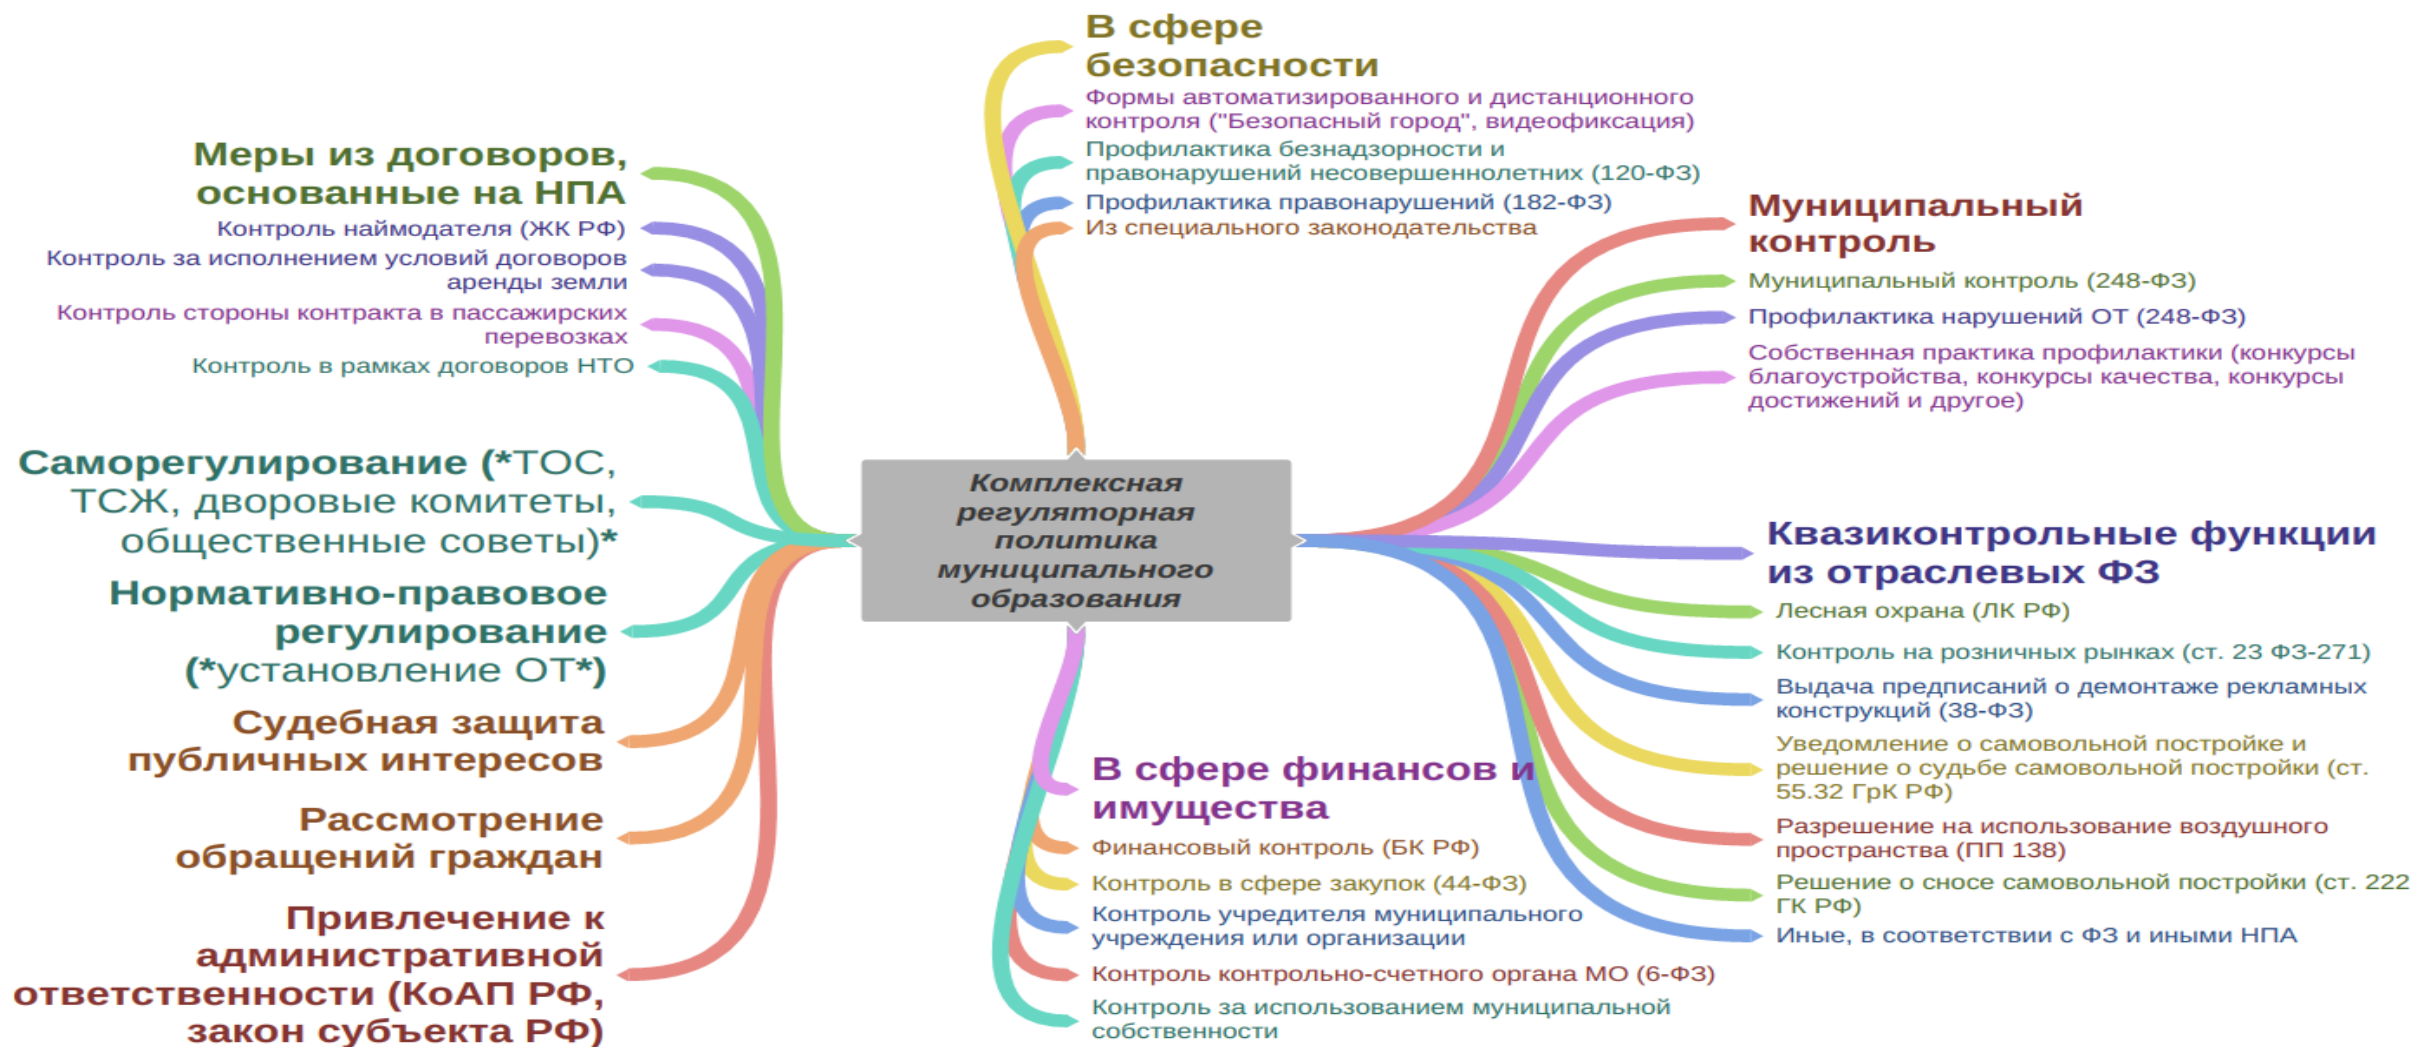 В сфере
безопасности
Формы автоматизированного и дистанционного
контроля ("Безопасный город", видеофиксация)
Профилактика безнадзорности и
правонарушений несовершеннолетних (120-ФЗ)
Профилактика правонарушений (182-ФЗ)
Из специального законодательства
Меры из договоров,
основанные на НПА
Контроль наймодателя (ЖК РФ)
Контроль за исполнением условий договоров
аренды земли
Контроль стороны контракта в пассажирских
перевозках
Контроль в рамках договоров НТО
Саморегулирование (*ТОС,
ТСЖ, дворовые комитеты,
общественные советы)*
Нормативно-правовое
регулирование
(*установление ОТ*)
Судебная защита
публичных интересов
Рассмотрение
обращений граждан
Привлечение к
административной
ответственности (КоАП РФ,
закон субъекта РФ)
Комплексная
регуляторная
политика
муниципального
образования
Муниципальный
контроль
Муниципальный контроль (248-ФЗ)
Профилактика нарушений ОТ (248-ФЗ)
Собственная практика профилактики (конкурсы
благоустройства, конкурсы качества, конкурсы
достижений и другое)
Квазиконтрольные функции
из отраслевых ФЗ
Лесная охрана (ЛК РФ)
Контроль на розничных рынках (ст. 23 ФЗ-271)
Выдача предписаний о демонтаже рекламных
конструкций (38-ФЗ)
Уведомление о самовольной постройке и
решение о судьбе самовольной постройки (ст.
55.32 ГрК РФ)
Разрешение на использование воздушного
пространства (ПП 138)
Решение о сносе самовольной постройки (ст. 222
ГК РФ)
Иные, в соответствии с ФЗ и иными НПА
В сфере финансов и
имущества
Финансовый контроль (БК РФ)
Контроль в сфере закупок (44-ФЗ)
Контроль учредителя муниципального
учреждения или организации
Контроль контрольно-счетного органа МО (6-ФЗ)
Контроль за использованием муниципальной
собственности